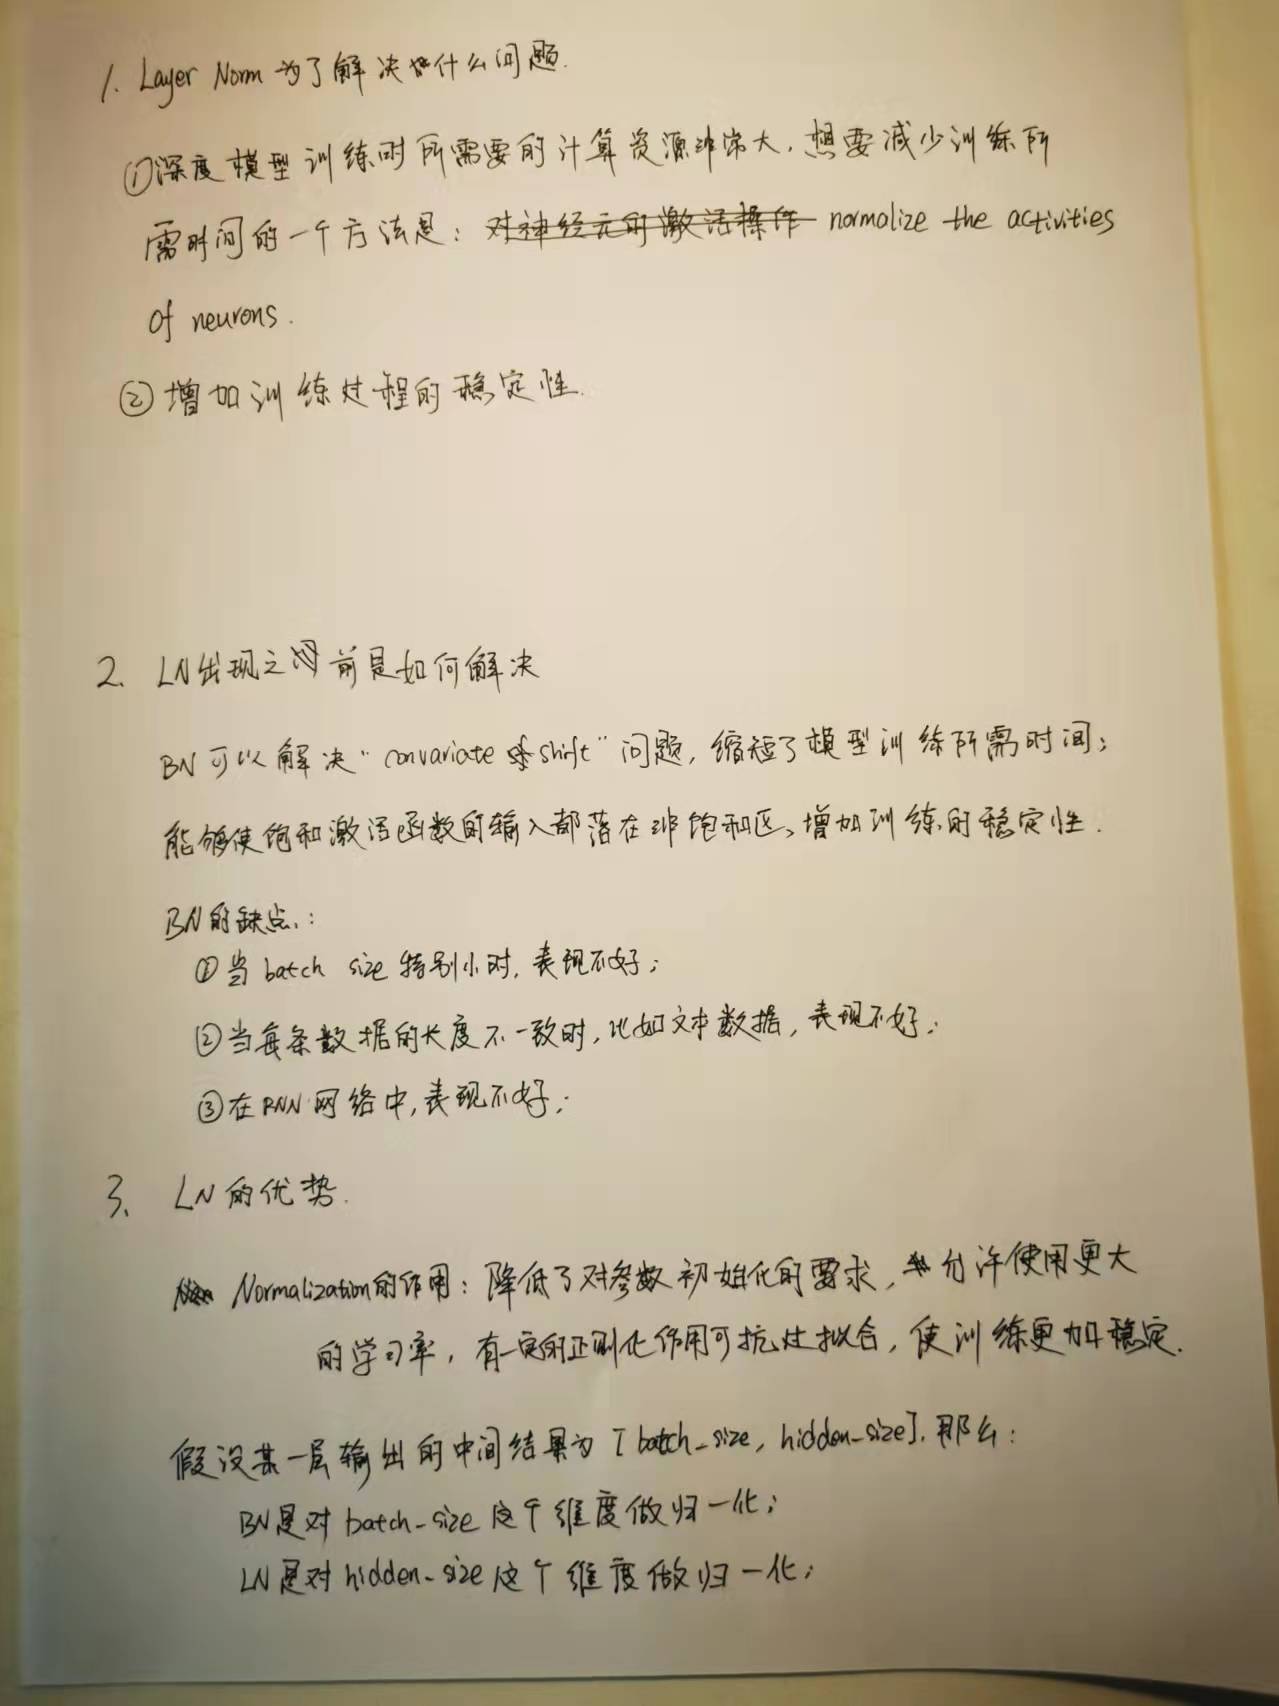 1. Layer Norm 为了解决什么问题.
①深度模型训练时所需要的计算资源非常大，想要减少训练所
需时间的一个方法是：对神经元的激活操作 normalize the activities
of neurons.
②增加训练过程的稳定性.
2、LN出现之前是如何解决
BN可以解决“convariate shift”问题，缩短了模型训练所需时间；
能够使饱和激活函数的输入都落在非饱和区、增加训练的稳定性.
BN的缺点：
①当 batch size 特别小时，表现不好；
②当每条数据的长度不一致时，比如文本数据，表现不好；
③在RNN网络中，表现不好；
3、LN的优势.
Normalization的作用：降低了对参数初始化的需求，允许使用更大
的学习率，有一定的正则化作用可抗过拟合，使训练更加稳定.
假设某一层输出的中间结果为 [batch_size, hidden_size]，那么：
BN是对 batch-size 这个维度做归一化；
LN是对 hidden-size 这个维度做归一化；